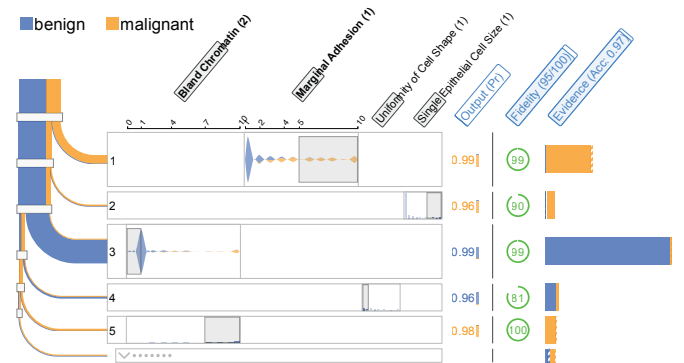 benign malignant
Bland Chromatin (2)
Marginal Adhesion (1)
Uniformity of Cell Shape (1)
Single Epithelial Cell Size (1)
Output (Pr)
Fidelity (95/100)
Evidence (Acc: 0.97)
0 1 4 7 10 0 2 4 5 10
1 0.99 99
2 0.96 90
3 0.99 99
4 0.96 81
5 0.98 100